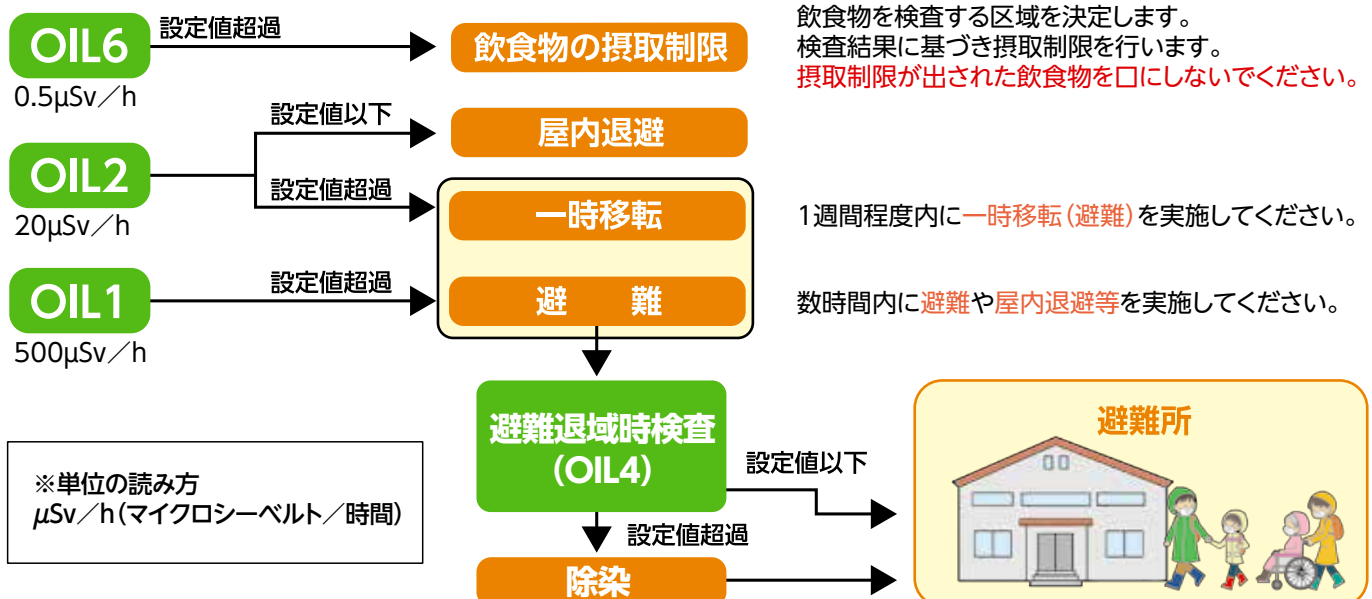 OIL6
0.5μSv／h
設定値超過
飲食物の摂取制限
飲食物を検査する区域を決定します。
検査結果に基づき摂取制限を行います。
摂取制限が出された飲食物を口にしないでください。
OIL2
20μSv／h
設定値以下
屋内退避
設定値超過
一時移転
1週間程度内に一時移転（避難）を実施してください。
OIL1
500μSv／h
設定値超過
避　難
数時間内に避難や屋内退避等を実施してください。
避難退域時検査
（OIL4）
設定値以下
設定値超過
除染
避難所
※単位の読み方
μSv／h（マイクロシーベルト／時間）